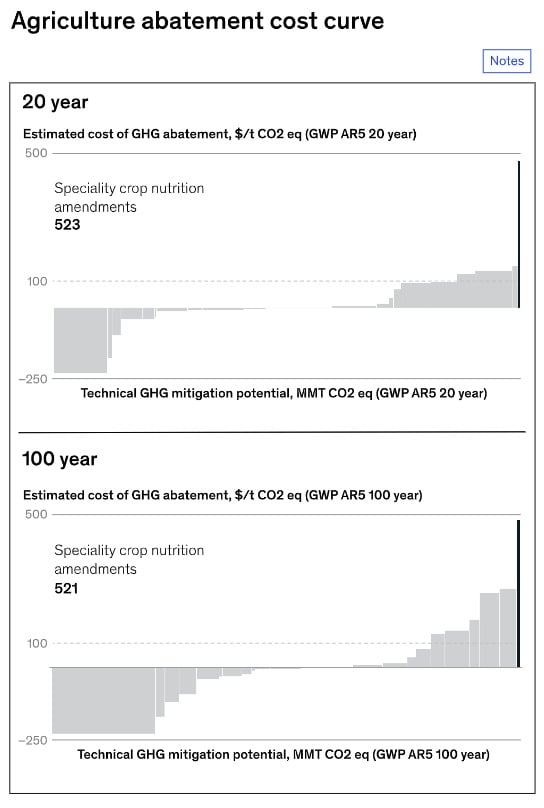 Agriculture abatement cost curve
Notes
20 year
Estimated cost of GHG abatement, $/t CO2 eq (GWP AR5 20 year)
500
Speciality crop nutrition
amendments
523
100
–250
Technical GHG mitigation potential, MMT CO2 eq (GWP AR5 20 year)
100 year
Estimated cost of GHG abatement, $/t CO2 eq (GWP AR5 100 year)
500
Speciality crop nutrition
amendments
521
100
–250
Technical GHG mitigation potential, MMT CO2 eq (GWP AR5 100 year)